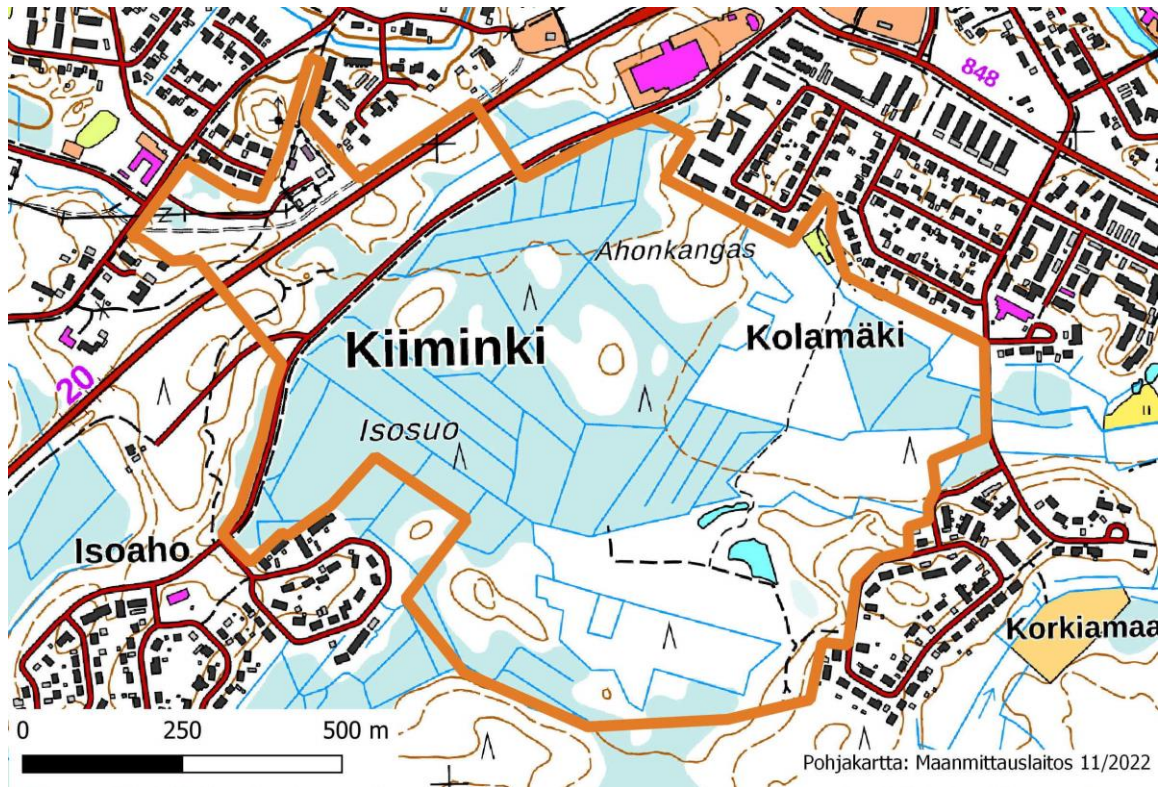 848
Ahonkangas
Kiiminki
Kolamäki
20
Isosuo
Isoaho
Korkiamaa
0 250 500 m
Pohjakartta: Maanmittauslaitos 11/2022